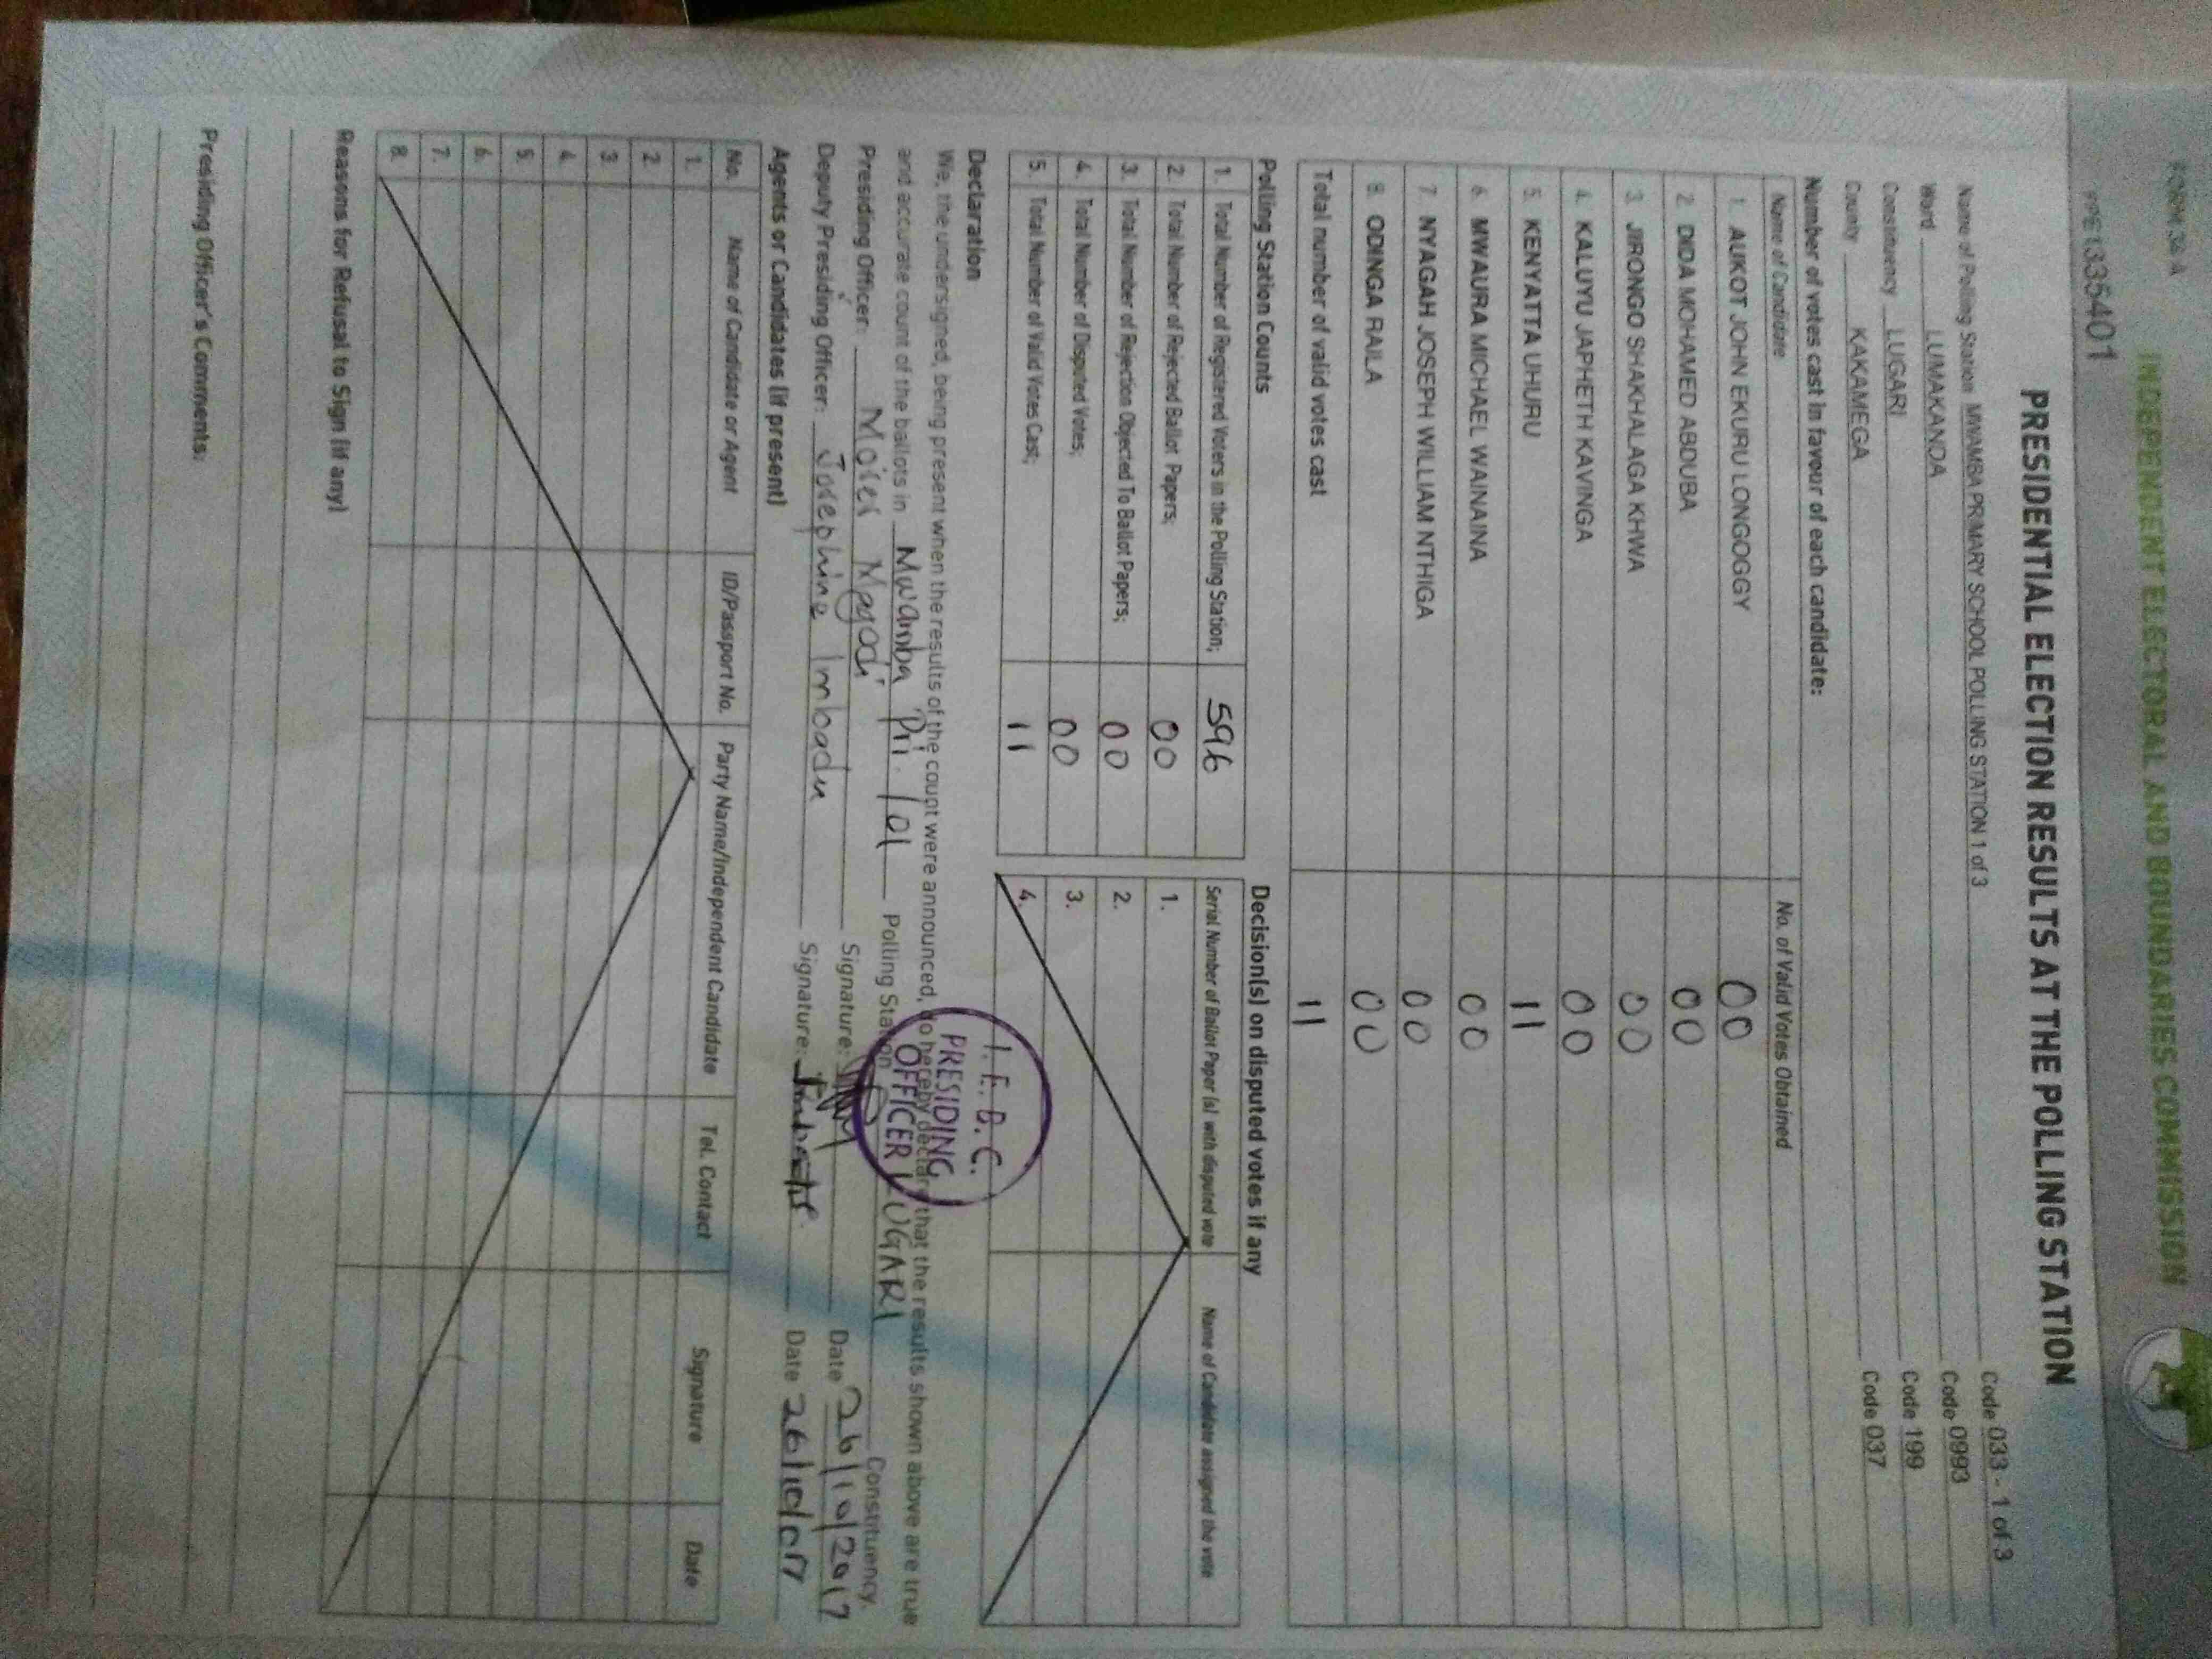 FORM 34 A
INDEPENDENT ELECTORAL AND BOUNDARIES COMMISSION
PRESIDENTIAL ELECTION RESULTS AT THE POLLING STATION
Name of Polling Station MWAMBA PRIMARY SCHOOL POLLING STATION 1 of 3 Code 033 - 1 of 3
Ward LUMAKANDA Code 0993
Constituency LUGARI Code 199
County KAKAMEGA Code 037
Number of votes cast in favour of each candidate:
Name of Candidate No. of Valid Votes Obtained
1. AUKOT JOHN EKURU LONGOGGY 00
2. DIDA MOHAMED ABDUBA 00
3. JIRONGO SHAKHALAGA KHWA 00
4. KALUYU JAPHETH KAVINGA 00
5. KENYATTA UHURU 11
6. MWAURA MICHAEL WAINAINA 00
7. NYAGAH JOSEPH WILLIAM NTHIGA 00
8. ODINGA RAILA 00
Total number of valid votes cast 11
Polling Station Counts
1. Total Number of Registered Voters in the Polling Station; 596
2. Total Number of Rejected Ballot Papers; 00
3. Total Number of Rejection Objected To Ballot Papers; 00
4. Total Number of Disputed Votes; 00
5. Total Number of Valid Votes Cast; 11
Decision(s) on disputed votes if any
Serial Number of Ballot Paper (s) with disputed vote Name of Candidate assigned the vote
1.
2.
3.
4.
Declaration
We, the undersigned, being present when the results of the count were announced, do hereby declare that the results shown above are true
and accurate count of the ballots in Mwamba Pri. /01 Polling Station LUGARI Constituency.
Presiding Officer: Moses Magodi Signature: Date 26/10/2017
Deputy Presiding Officer: Josephine Imbadu Signature: Date 26/10/017
I.E.B.C.
PRESIDING
OFFICER
Agents or Candidates (if present)
No. Name of Candidate or Agent ID/Passport No. Party Name/Independent Candidate Tel. Contact Signature Date
1.
2.
3.
4.
5.
6.
7.
8.
Reasons for Refusal to Sign (if any)
Presiding Officer's Comments: